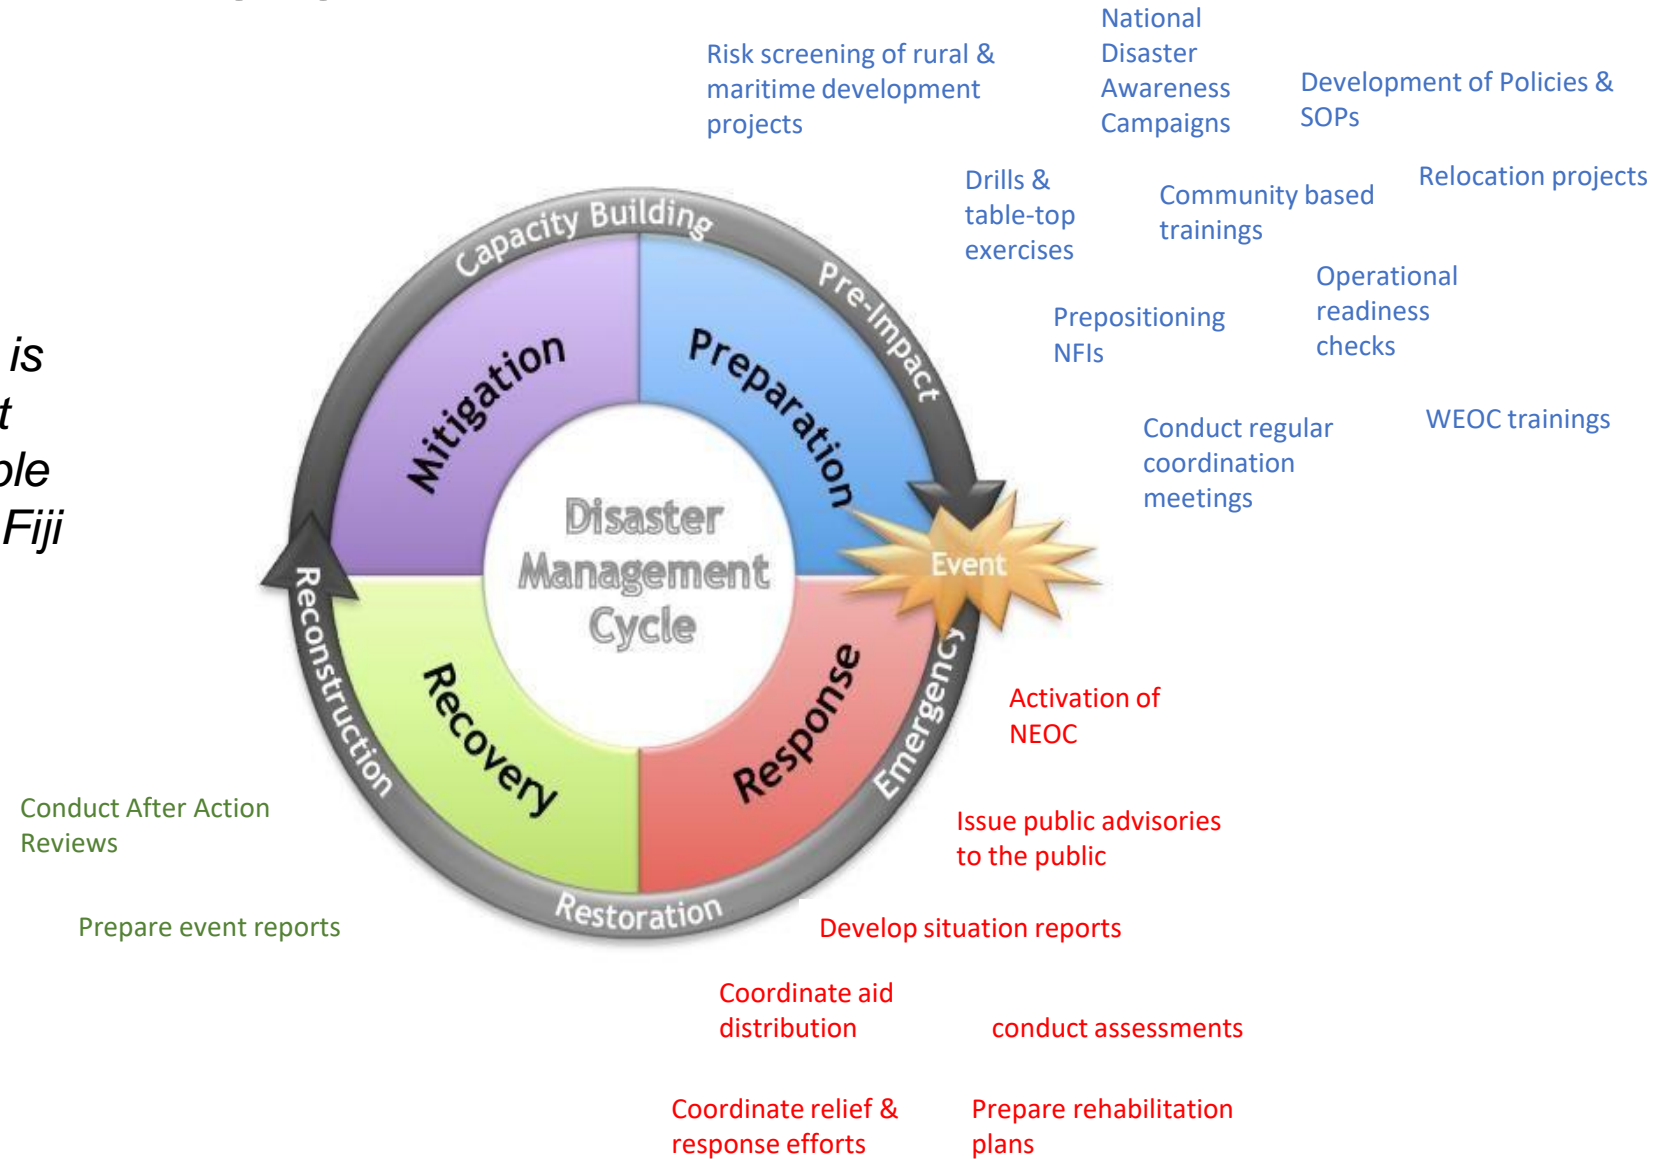 National
Disaster
Awareness
Campaigns
Risk screening of rural &
maritime development
projects
Development of Policies &
SOPs
Drills &
table-top
exercises
Community based
trainings
Relocation projects
Operational
readiness
checks
Prepositioning
NFIs
Conduct regular
coordination
meetings
WEOC trainings
is
Fiji
Capacity Building
Pre-Impact
Mitigation
Preparation
Disaster
Management
Cycle
Event
Reconstruction
Recovery
Response
Emergency
Restoration
Activation of
NEOC
Issue public advisories
to the public
Develop situation reports
Conduct After Action
Reviews
Prepare event reports
Coordinate aid
distribution
conduct assessments
Coordinate relief &
response efforts
Prepare rehabilitation
plans